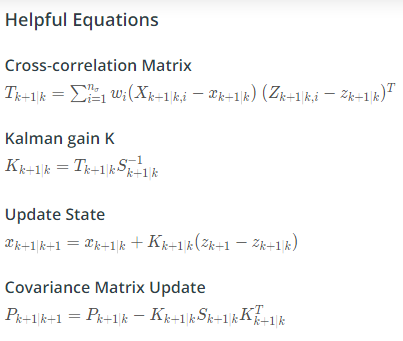 Helpful Equations
Cross-correlation Matrix
T_{k+1|k} = \sum_{i=1}^{n_σ} w_i(X_{k+1|k,i} − x_{k+1|k}) (Z_{k+1|k,i} − z_{k+1|k})^T
Kalman gain K
K_{k+1|k} = T_{k+1|k}S_{k+1|k}^{−1}
Update State
x_{k+1|k+1} = x_{k+1|k} + K_{k+1|k}(z_{k+1} − z_{k+1|k})
Covariance Matrix Update
P_{k+1|k+1} = P_{k+1|k} − K_{k+1|k}S_{k+1|k}K_{k+1|k}^T